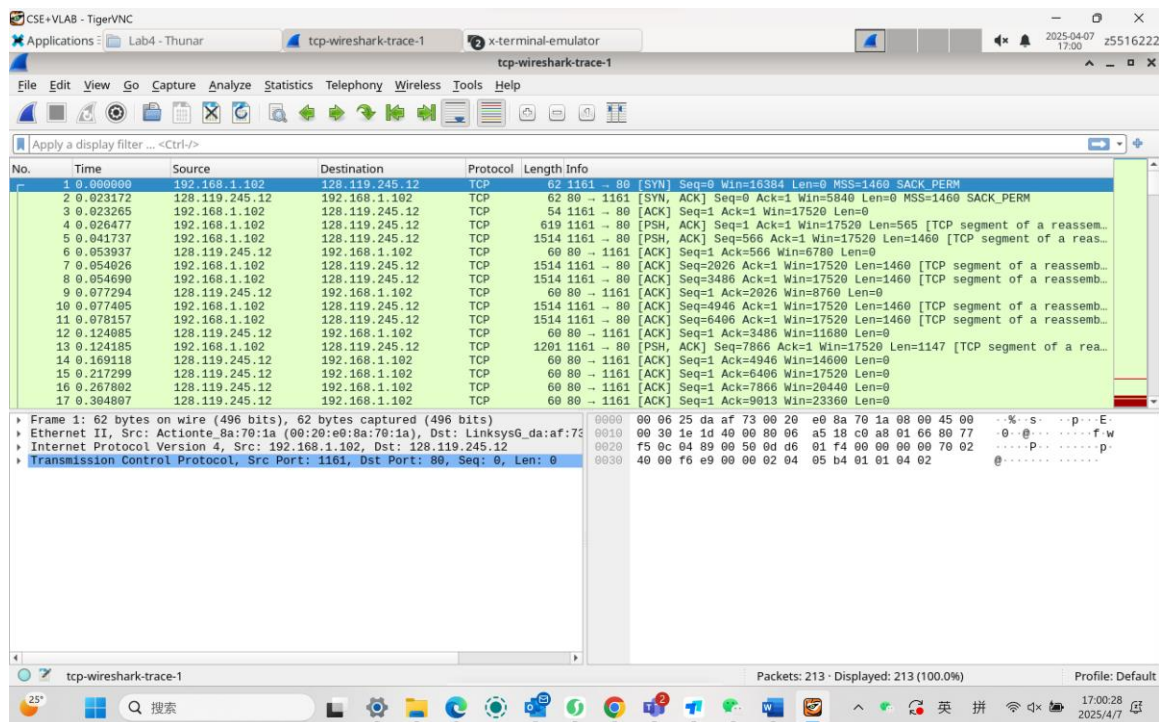 CSE+VLAB - TigerVNC
Applications Lab4 - Thunar tcp-wireshark-trace-1 x-terminal-emulator 2025-04-07 17:00 z5516222
tcp-wireshark-trace-1
File Edit View Go Capture Analyze Statistics Telephony Wireless Tools Help
Apply a display filter ... <Ctrl-/>
No. Time Source Destination Protocol Length Info
1 0.000000 192.168.1.102 128.119.245.12 TCP 62 1161 → 80 [SYN] Seq=0 Win=16384 Len=0 MSS=1460 SACK_PERM
2 0.023172 128.119.245.12 192.168.1.102 TCP 62 80 → 1161 [SYN, ACK] Seq=0 Ack=1 Win=5840 Len=0 MSS=1460 SACK_PERM
3 0.023265 192.168.1.102 128.119.245.12 TCP 54 1161 → 80 [ACK] Seq=1 Ack=1 Win=17520 Len=0
4 0.026477 192.168.1.102 128.119.245.12 TCP 619 1161 → 80 [PSH, ACK] Seq=1 Ack=1 Win=17520 Len=565 [TCP segment of a reassem…
5 0.041737 192.168.1.102 128.119.245.12 TCP 1514 1161 → 80 [PSH, ACK] Seq=566 Ack=1 Win=17520 Len=1460 [TCP segment of a reas…
6 0.053937 128.119.245.12 192.168.1.102 TCP 60 80 → 1161 [ACK] Seq=1 Ack=566 Win=6780 Len=0
7 0.054026 192.168.1.102 128.119.245.12 TCP 1514 1161 → 80 [ACK] Seq=2026 Ack=1 Win=17520 Len=1460 [TCP segment of a reassemb…
8 0.054690 192.168.1.102 128.119.245.12 TCP 1514 1161 → 80 [ACK] Seq=3486 Ack=1 Win=17520 Len=1460 [TCP segment of a reassemb…
9 0.077294 128.119.245.12 192.168.1.102 TCP 60 80 → 1161 [ACK] Seq=1 Ack=2026 Win=8760 Len=0
10 0.077405 192.168.1.102 128.119.245.12 TCP 1514 1161 → 80 [ACK] Seq=4946 Ack=1 Win=17520 Len=1460 [TCP segment of a reassemb…
11 0.078157 192.168.1.102 128.119.245.12 TCP 1514 1161 → 80 [ACK] Seq=6406 Ack=1 Win=17520 Len=1460 [TCP segment of a reassemb…
12 0.124085 128.119.245.12 192.168.1.102 TCP 60 80 → 1161 [ACK] Seq=1 Ack=3486 Win=11680 Len=0
13 0.124185 192.168.1.102 128.119.245.12 TCP 1201 1161 → 80 [PSH, ACK] Seq=7866 Ack=1 Win=17520 Len=1147 [TCP segment of a rea…
14 0.169118 128.119.245.12 192.168.1.102 TCP 60 80 → 1161 [ACK] Seq=1 Ack=4946 Win=14600 Len=0
15 0.217299 128.119.245.12 192.168.1.102 TCP 60 80 → 1161 [ACK] Seq=1 Ack=6406 Win=17520 Len=0
16 0.267802 128.119.245.12 192.168.1.102 TCP 60 80 → 1161 [ACK] Seq=1 Ack=7866 Win=20440 Len=0
17 0.304807 128.119.245.12 192.168.1.102 TCP 60 80 → 1161 [ACK] Seq=1 Ack=9013 Win=23360 Len=0
Frame 1: 62 bytes on wire (496 bits), 62 bytes captured (496 bits)
Ethernet II, Src: Actionte_8a:70:1a (00:20:e0:8a:70:1a), Dst: LinksysG_da:af:73
Internet Protocol Version 4, Src: 192.168.1.102, Dst: 128.119.245.12
Transmission Control Protocol, Src Port: 1161, Dst Port: 80, Seq: 0, Len: 0
0000 00 06 25 da af 73 00 20 e0 8a 70 1a 08 00 45 00 ··%··s· ··p···E·
0010 00 30 1e 1d 40 00 80 06 a5 18 c0 a8 01 66 80 77 ·0··@··· ·····f·w
0020 f5 0c 04 89 00 50 0d d6 01 f4 00 00 00 00 70 02 ·····P·· ······p·
0030 40 00 f6 e9 00 00 02 04 05 b4 01 01 04 02 @······· ······
tcp-wireshark-trace-1 Packets: 213 · Displayed: 213 (100.0%) Profile: Default
25° 搜索 英 拼 17:00:28
2025/4/7